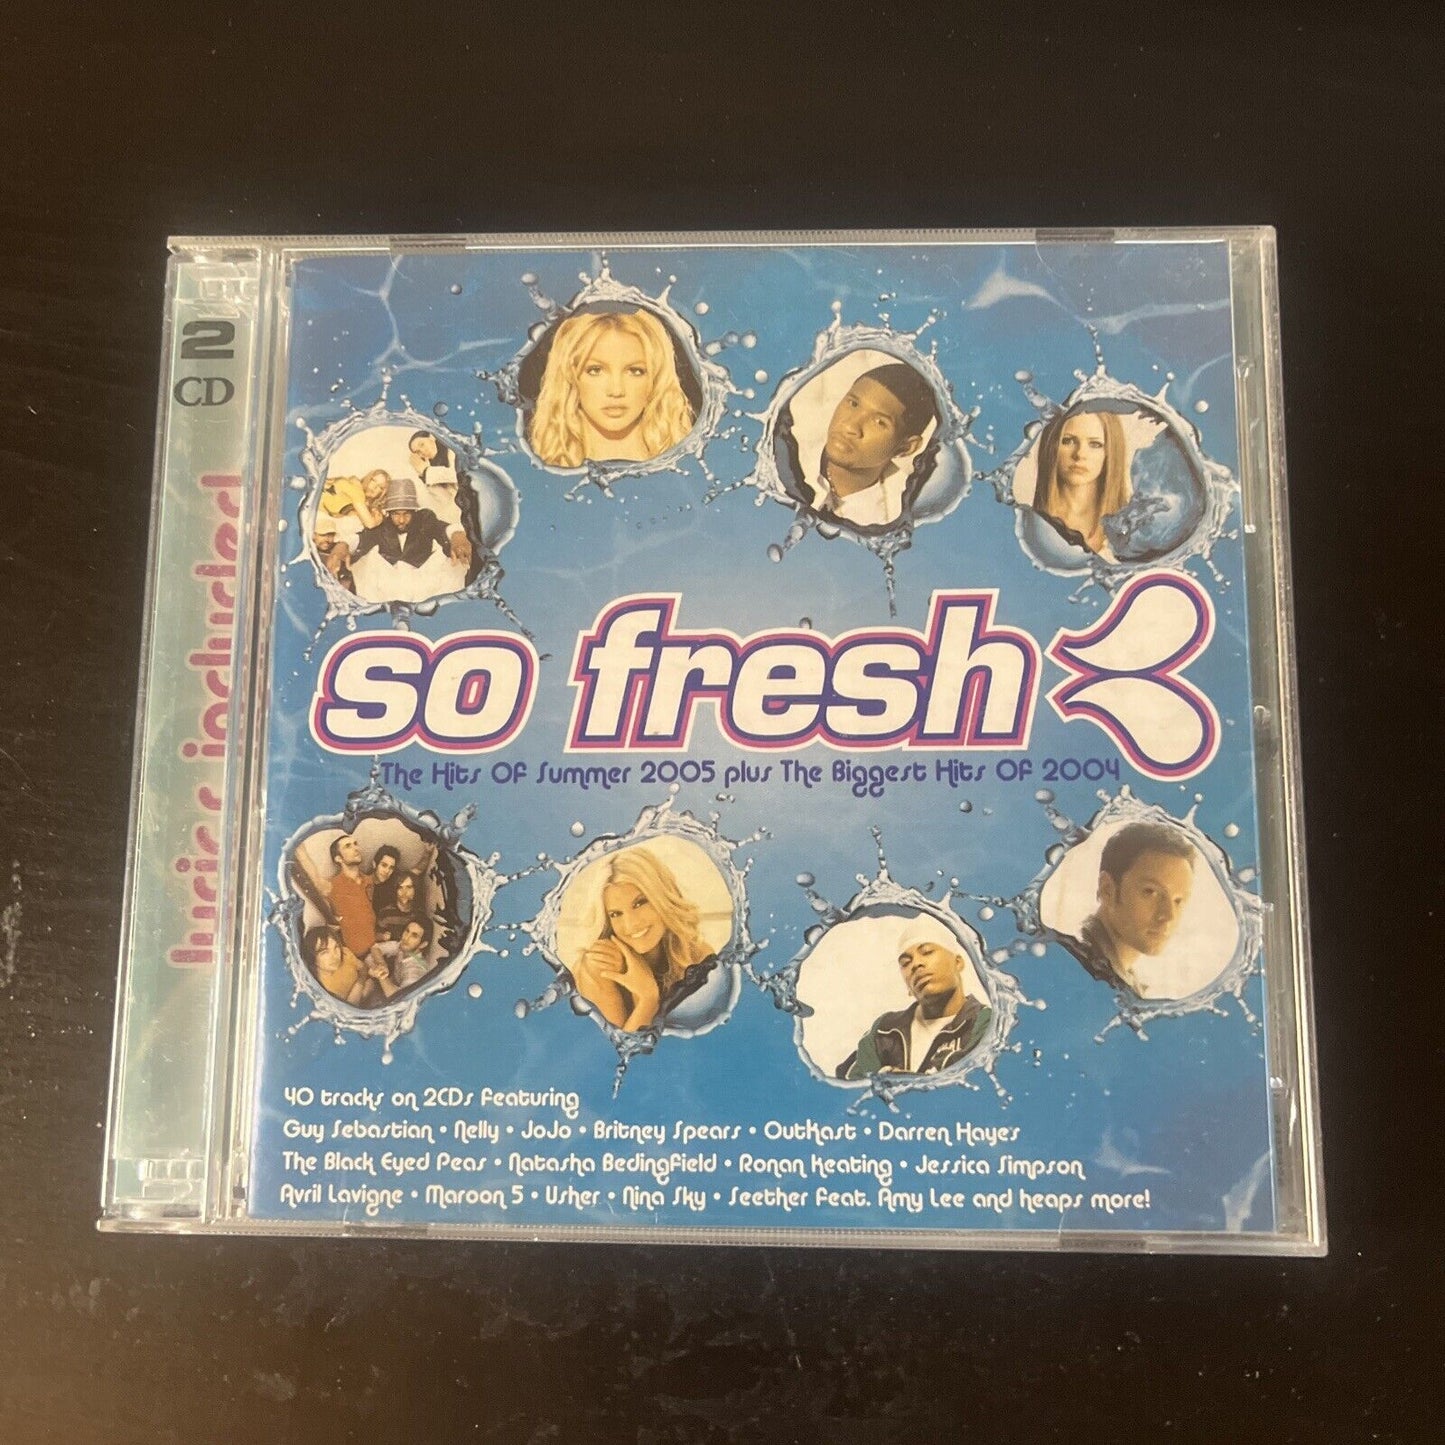 2
CD
lyrics included
so fresh
The Hits Of Summer 2005 plus The Biggest Hits Of 2004
40 tracks on 2CDs featuring
Guy Sebastian • Nelly • JoJo • Britney Spears • OutKast • Darren Hayes
The Black Eyed Peas • Natasha Bedingfield • Ronan Keating • Jessica Simpson
Avril Lavigne • Maroon 5 • Usher • Nina Sky • Seether feat. Amy Lee and heaps more!